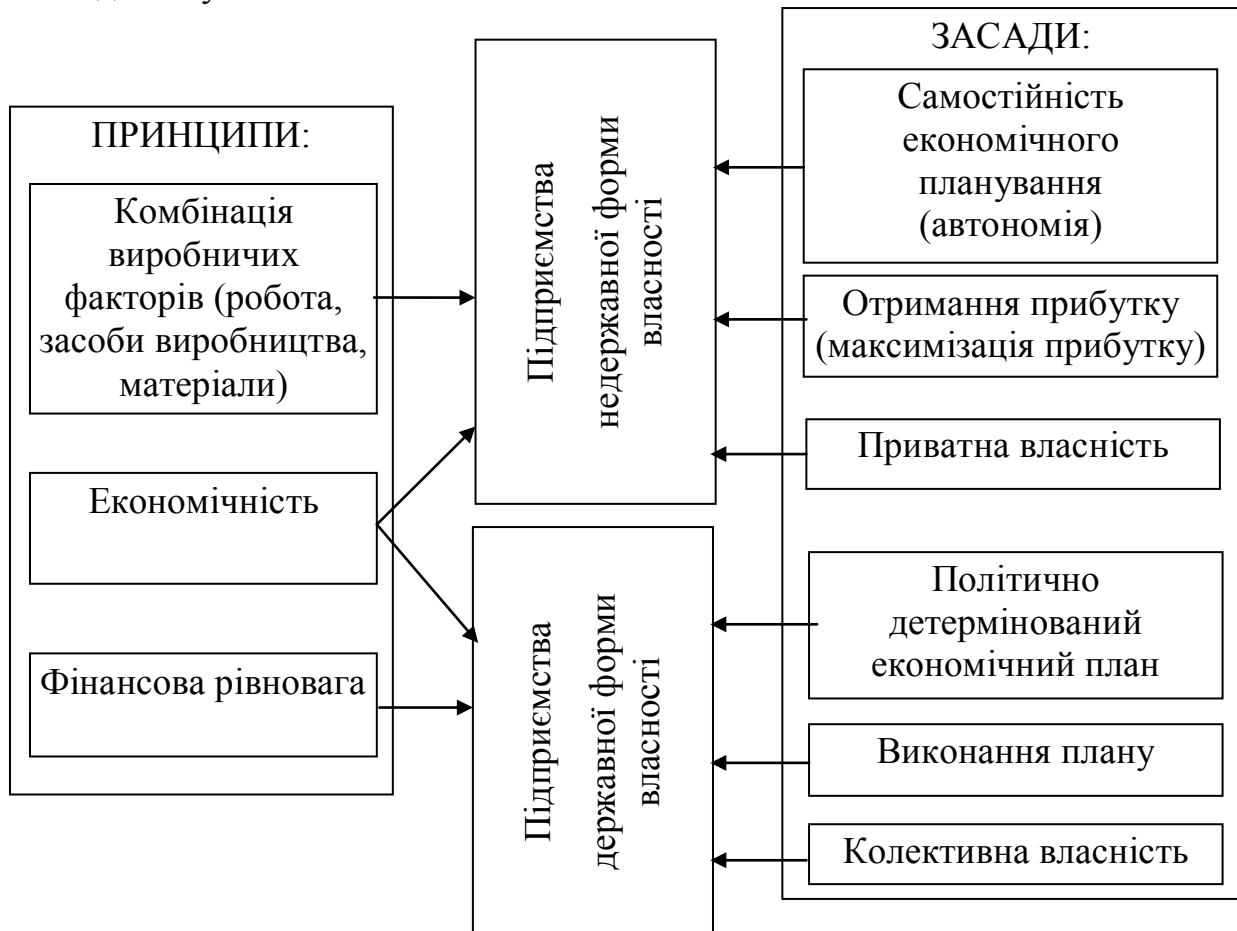 ПРИНЦИПИ:
Комбінація
виробничих
факторів (робота,
засоби виробництва,
матеріали)
Економічність
Фінансова рівновага
Підприємства
недержавної форми
власності
Підприємства
державної форми
власності
ЗАСАДИ:
Самостійність
економічного
планування
(автономія)
Отримання прибутку
(максимізація прибутку)
Приватна власність
Політично
детермінований
економічний план
Виконання плану
Колективна власність